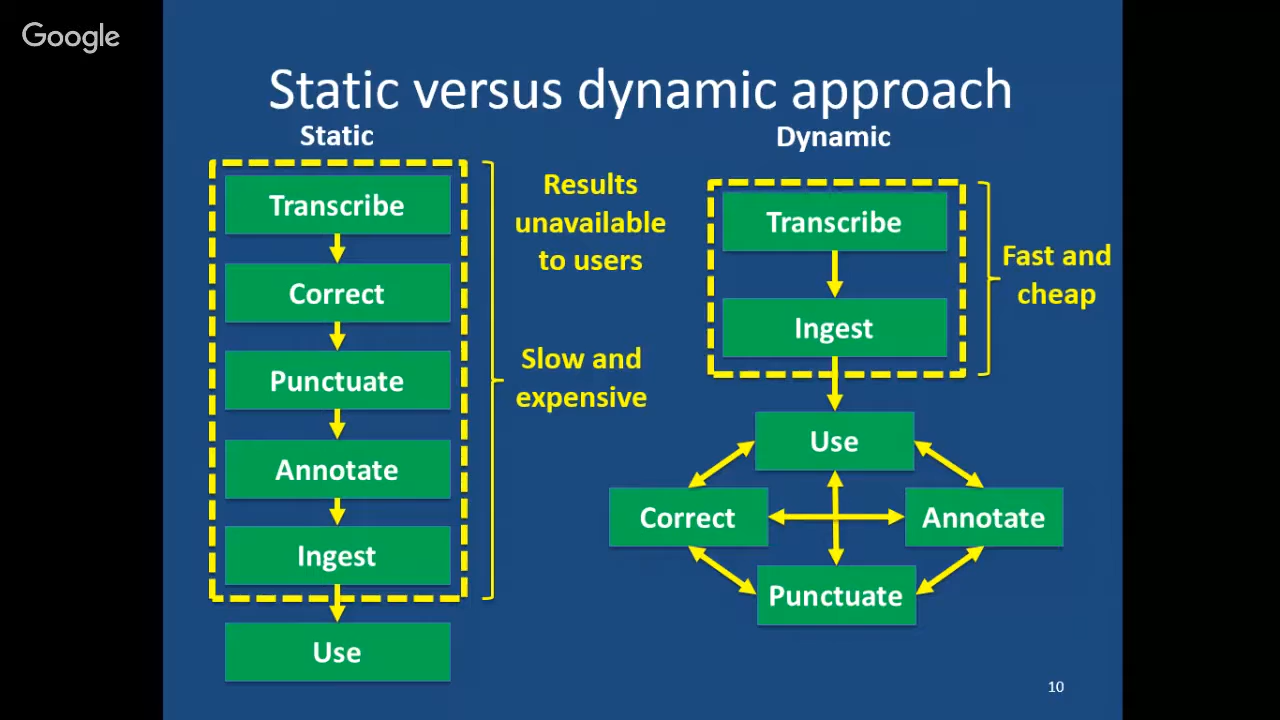 Google
Static versus dynamic approach
Static
Transcribe
Correct
Punctuate
Annotate
Ingest
Use
Results
unavailable
to users
Slow and
expensive
Dynamic
Transcribe
Ingest
Fast and
cheap
Use
Correct
Annotate
Punctuate
10